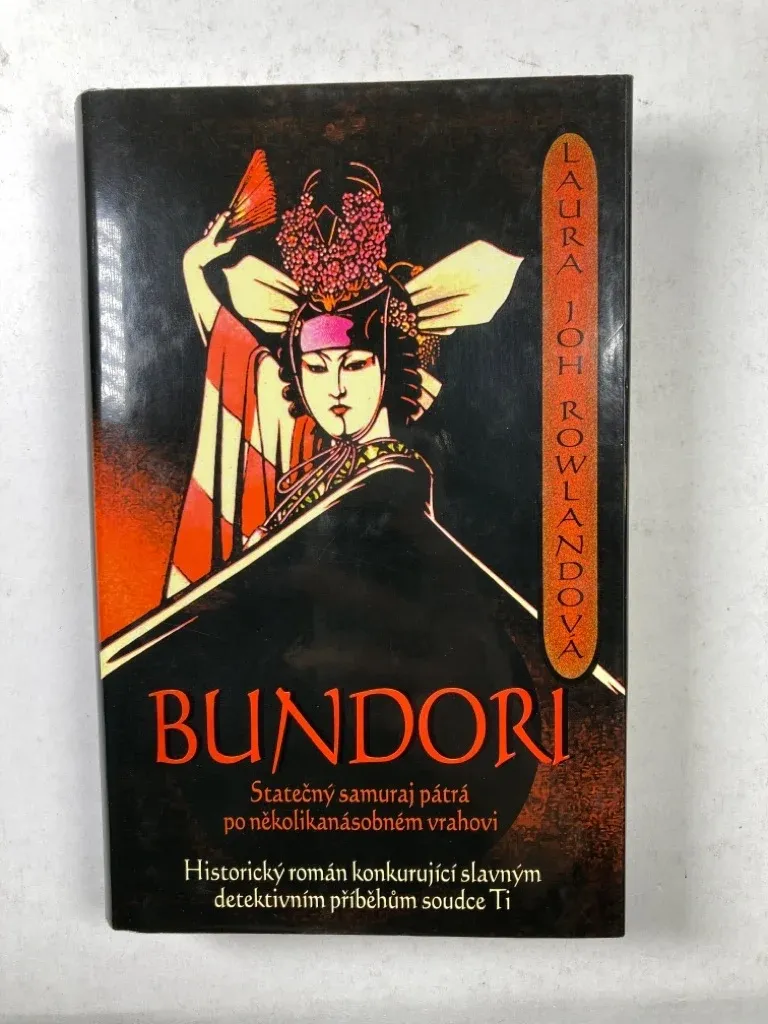 LAURA JOH ROWLANDOVÁ
BUNDORI
Statečný samuraj pátrá
po několikanásobném vrahovi
Historický román konkurující slavným
detektivním příběhům soudce Ti